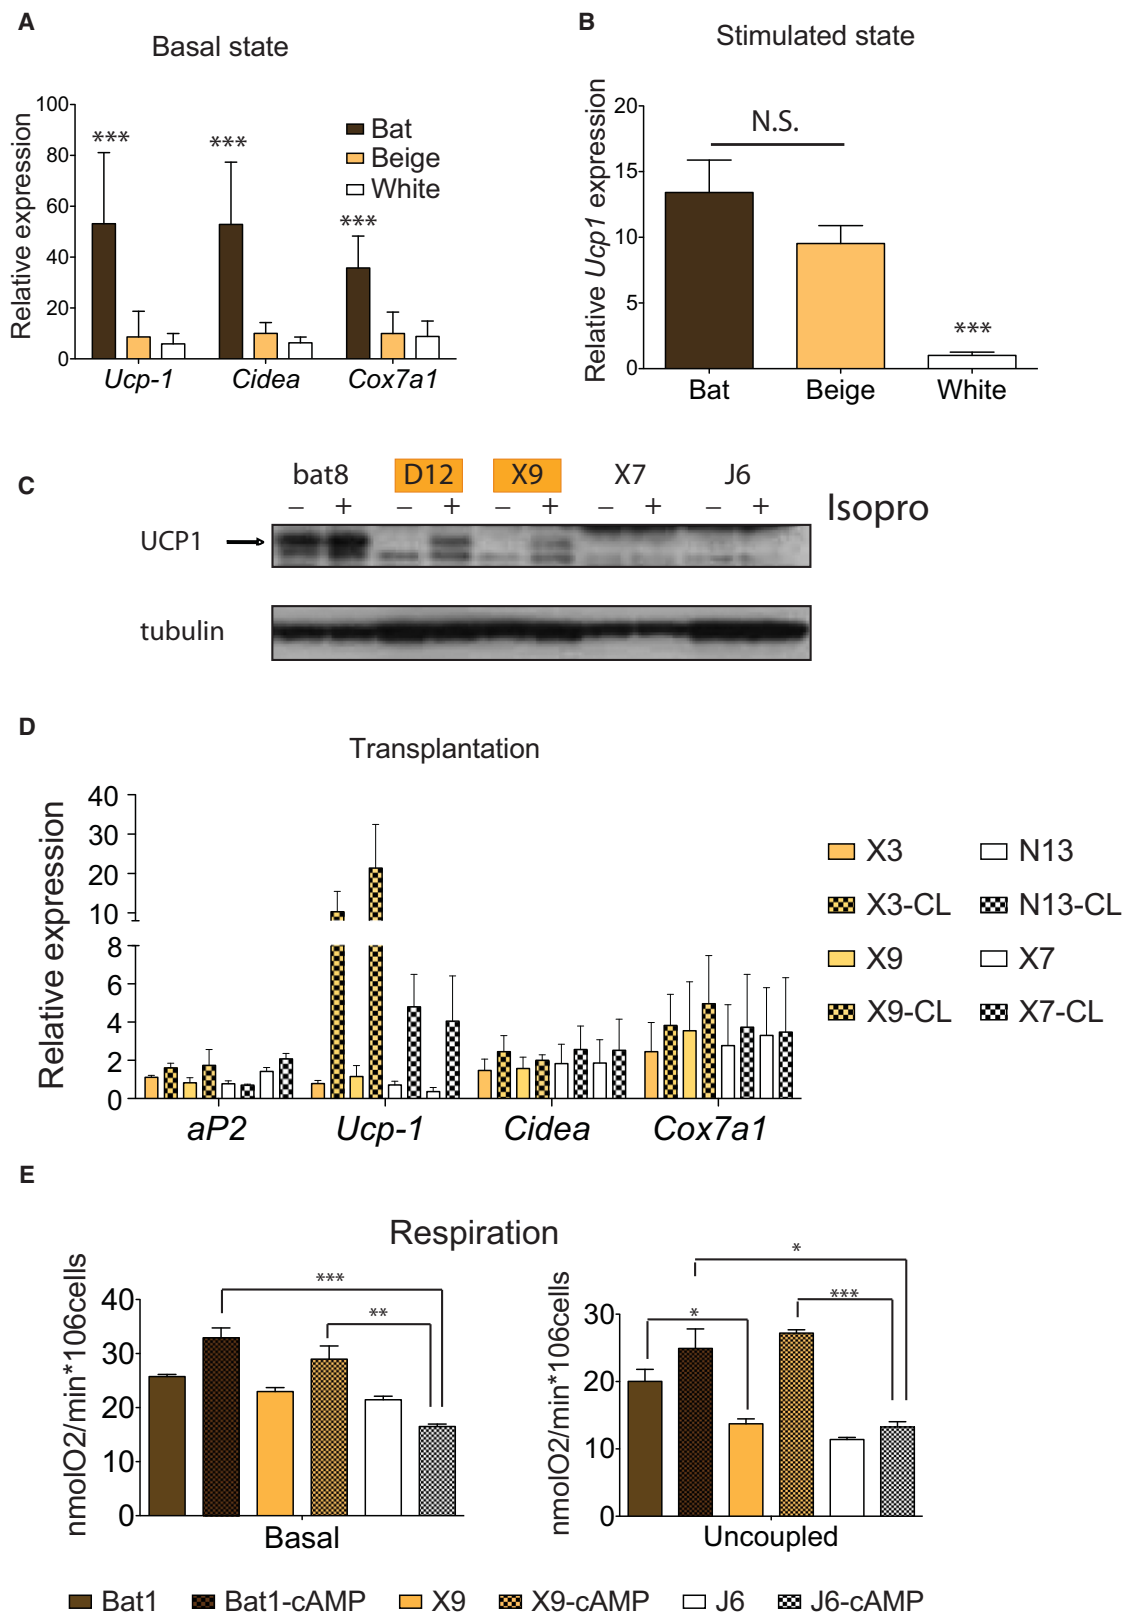 A
Basal state
Relative expression
100
80
60
40
20
0
***
***
***
Bat
Beige
White
Ucp-1
Cidea
Cox7a1
B
Stimulated state
Relative Ucp1 expression
20
15
10
5
0
N.S.
***
Bat
Beige
White
C
bat8
D12
X9
X7
J6
– + – + – + – + – +
Isopro
UCP1
tubulin
D
Transplantation
Relative expression
40
30
20
10
8
6
4
2
0
aP2
Ucp-1
Cidea
Cox7a1
X3
N13
X3-CL
N13-CL
X9
X7
X9-CL
X7-CL
E
Respiration
nmolO2/min*106cells
40
30
20
10
0
***
**
Basal
nmolO2/min*106cells
30
20
10
0
*
*
***
Uncoupled
Bat1
Bat1-cAMP
X9
X9-cAMP
J6
J6-cAMP